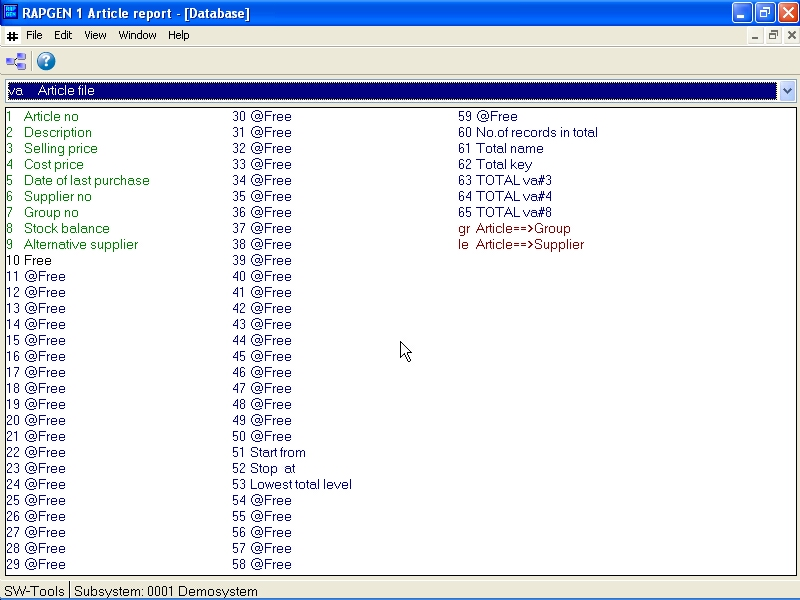 RAPGEN 1 Article report - [Database]
File Edit View Window Help
va Article file
1 Article no
2 Description
3 Selling price
4 Cost price
5 Date of last purchase
6 Supplier no
7 Group no
8 Stock balance
9 Alternative supplier
10 Free
11 @Free
12 @Free
13 @Free
14 @Free
15 @Free
16 @Free
17 @Free
18 @Free
19 @Free
20 @Free
21 @Free
22 @Free
23 @Free
24 @Free
25 @Free
26 @Free
27 @Free
28 @Free
29 @Free
30 @Free
31 @Free
32 @Free
33 @Free
34 @Free
35 @Free
36 @Free
37 @Free
38 @Free
39 @Free
40 @Free
41 @Free
42 @Free
43 @Free
44 @Free
45 @Free
46 @Free
47 @Free
48 @Free
49 @Free
50 @Free
51 Start from
52 Stop at
53 Lowest total level
54 @Free
55 @Free
56 @Free
57 @Free
58 @Free
59 @Free
60 No.of records in total
61 Total name
62 Total key
63 TOTAL va#3
64 TOTAL va#4
65 TOTAL va#8
gr Article==>Group
le Article==>Supplier
SW-Tools Subsystem: 0001 Demosystem